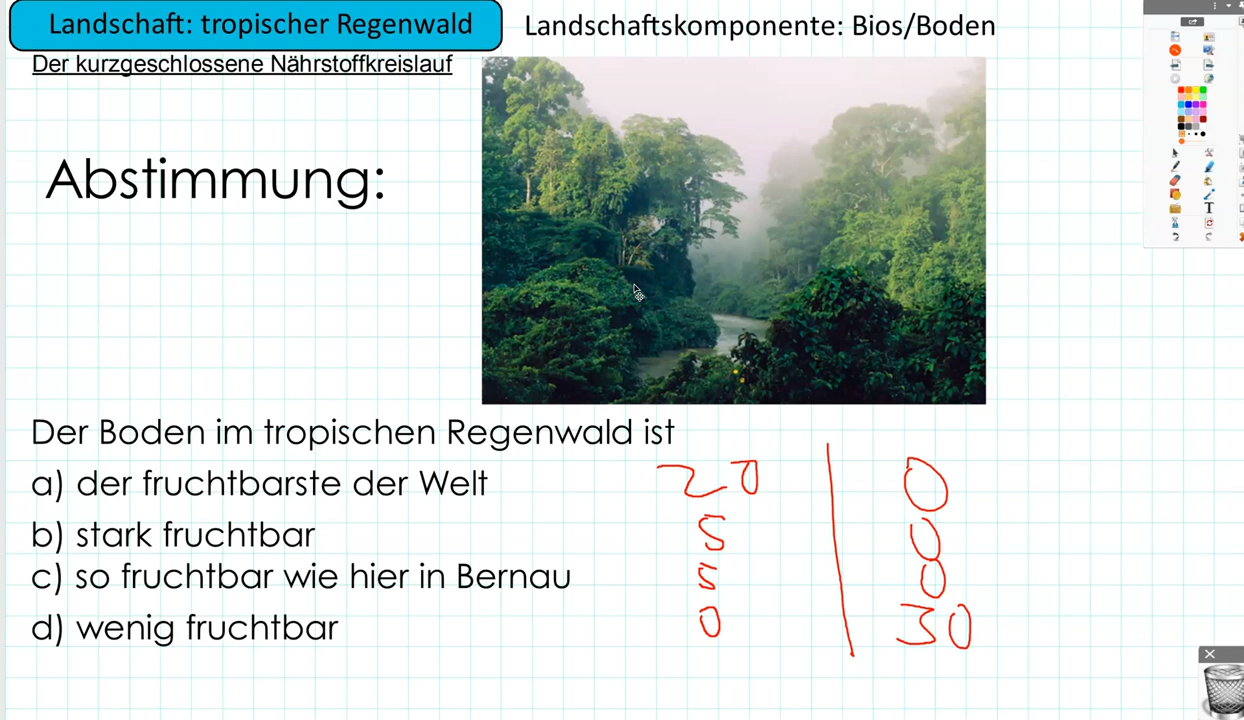 Landschaft: tropischer Regenwald
Landschaftskomponente: Bios/Boden
Der kurzgeschlossene Nährstoffkreislauf
Abstimmung:
Der Boden im tropischen Regenwald ist
a) der fruchtbarste der Welt 20 0
b) stark fruchtbar 5 0
c) so fruchtbar wie hier in Bernau 5 0
d) wenig fruchtbar 0 30